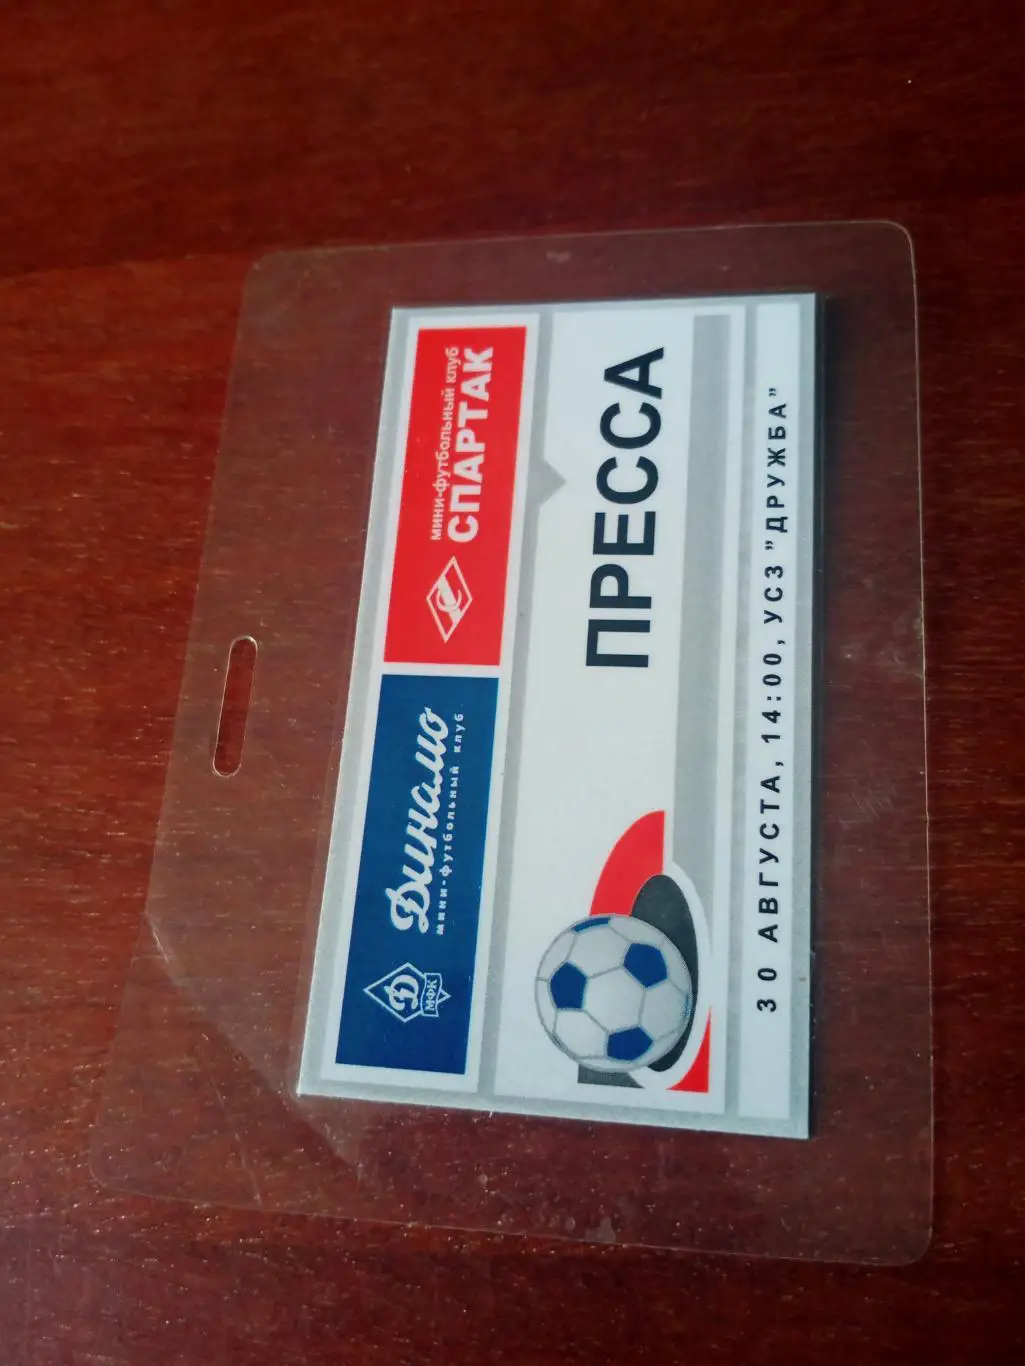 Динамо
мини-футбольный клуб
Д
МФК
мини-футбольный клуб
СПАРТАК
С
ПРЕССА
30 АВГУСТА, 14:00, УСЗ "ДРУЖБА"